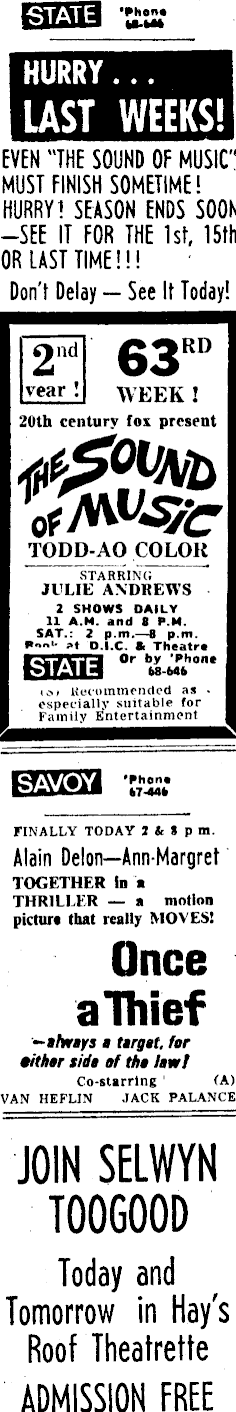 STATE 'Phone
68-646
HURRY . . .
LAST WEEKS!
EVEN "THE SOUND OF MUSIC"
MUST FINISH SOMETIME!
HURRY! SEASON ENDS SOON
—SEE IT FOR THE 1st, 15th
OR LAST TIME!!!
Don't Delay — See It Today!
2nd
year !
63RD
WEEK !
20th century fox present
THE SOUND
OF MUSIC
TODD-AO COLOR
STARRING
JULIE ANDREWS
2 SHOWS DAILY
11 A.M. and 8 P.M.
SAT.: 2 p.m.—8 p.m.
Book at D.I.C. & Theatre
STATE Or by 'Phone
68-646
(S) Recommended as
especially suitable for
Family Entertainment
SAVOY 'Phone
67-446
FINALLY TODAY 2 & 8 p m.
Alain Delon—Ann-Margret
TOGETHER in a
THRILLER — a motion
picture that really MOVES!
Once
a Thief
—always a target, for
either side of the law!
Co-starring (A)
VAN HEFLIN JACK PALANCE
JOIN SELWYN
TOOGOOD
Today and
Tomorrow in Hay's
Roof Theatrette
ADMISSION FREE